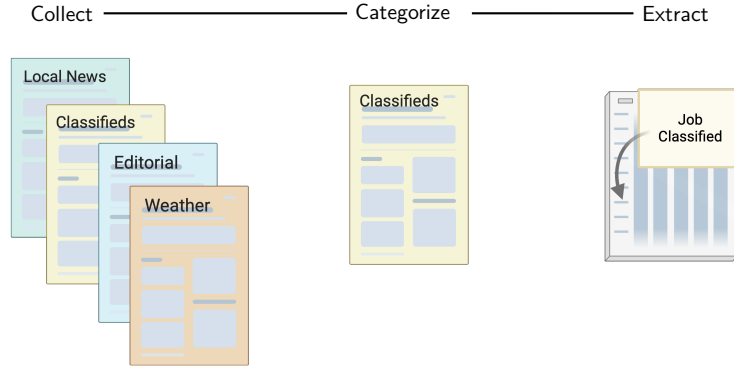 Collect
Categorize
Extract
Local News
Classifieds
Editorial
Weather
Classifieds
Job
Classified